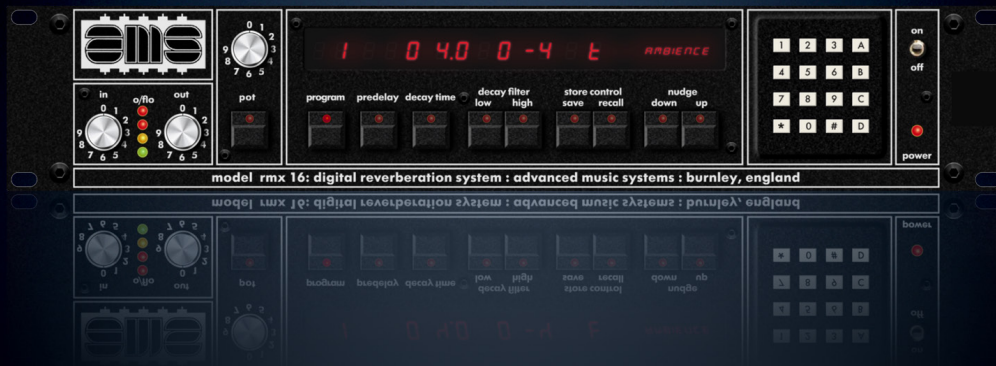 ams
in
o/flo
out
0 1 2 3 4 5 6 7 8 9
0 1 2 3 4 5 6 7 8 9
0 1 2 3 4 5 6 7 8 9
pot
1 0 4.0 0 -4 t AMBIENCE
program predelay decay time
decay filter
low high
store control
save recall
nudge
down up
1 2 3 A
4 5 6 B
7 8 9 C
* 0 # D
on
off
power
model rmx 16: digital reverberation system : advanced music systems : burnley, england